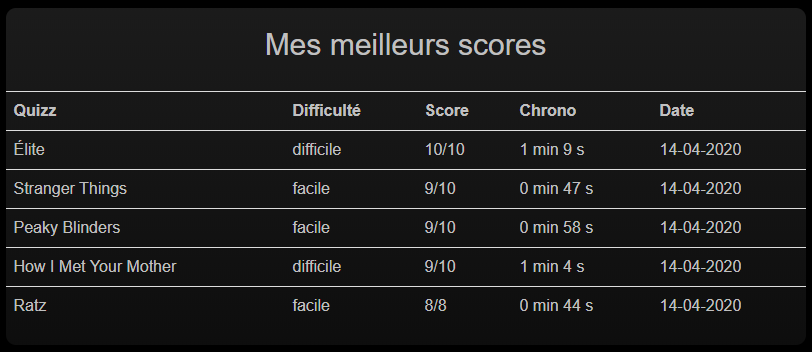 Mes meilleurs scores
Quizz Difficulté Score Chrono Date
Élite difficile 10/10 1 min 9 s 14-04-2020
Stranger Things facile 9/10 0 min 47 s 14-04-2020
Peaky Blinders facile 9/10 0 min 58 s 14-04-2020
How I Met Your Mother difficile 9/10 1 min 4 s 14-04-2020
Ratz facile 8/8 0 min 44 s 14-04-2020